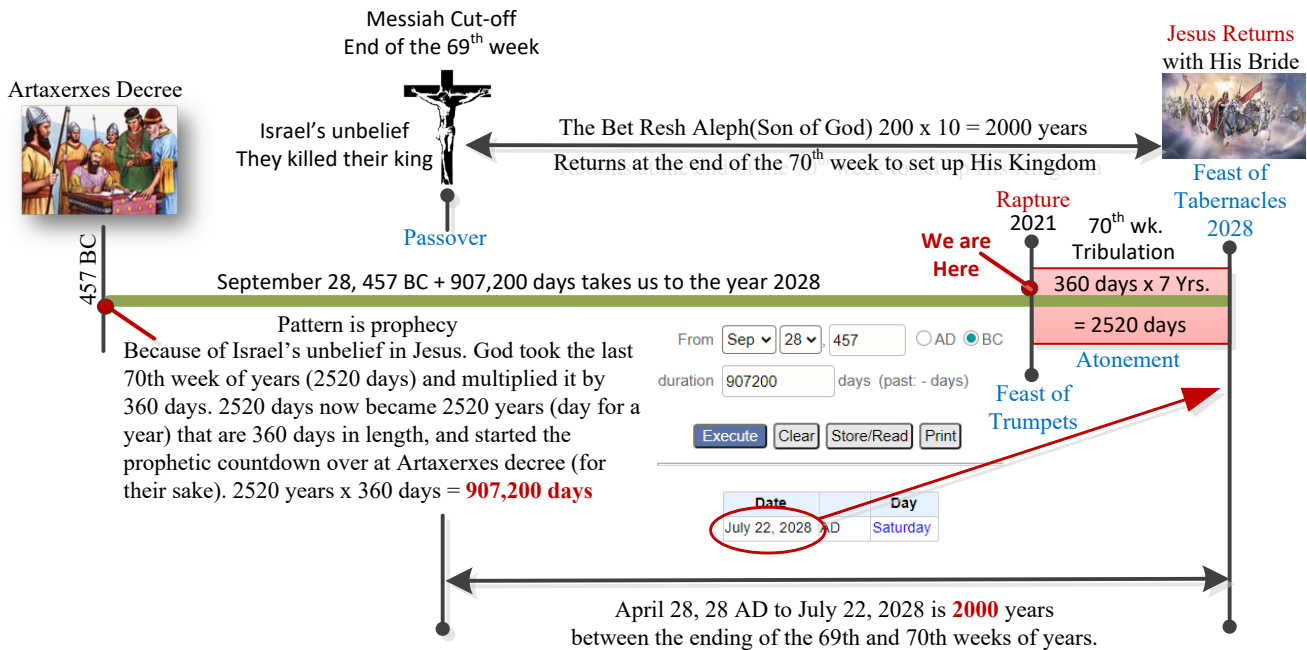 Messiah Cut-off
End of the 69th week
Jesus Returns
with His Bride
Artaxerxes Decree
Israel's unbelief
They killed their king
The Bet Resh Aleph(Son of God) 200 x 10 = 2000 years
Returns at the end of the 70th week to set up His Kingdom
Passover
Feast of
Tabernacles
2028
Rapture
2021
70th wk.
Tribulation
We are
Here
457 BC
September 28, 457 BC + 907,200 days takes us to the year 2028
360 days x 7 Yrs.
= 2520 days
Atonement
Feast of
Trumpets
Pattern is prophecy
Because of Israel's unbelief in Jesus. God took the last
70th week of years (2520 days) and multiplied it by
360 days. 2520 days now became 2520 years (day for a
year) that are 360 days in length, and started the
prophetic countdown over at Artaxerxes decree (for
their sake). 2520 years x 360 days = 907,200 days
From Sep 28 , 457 AD BC
duration 907200 days (past: - days)
Execute Clear Store/Read Print
Date Day
July 22, 2028 AD Saturday
April 28, 28 AD to July 22, 2028 is 2000 years
between the ending of the 69th and 70th weeks of years.